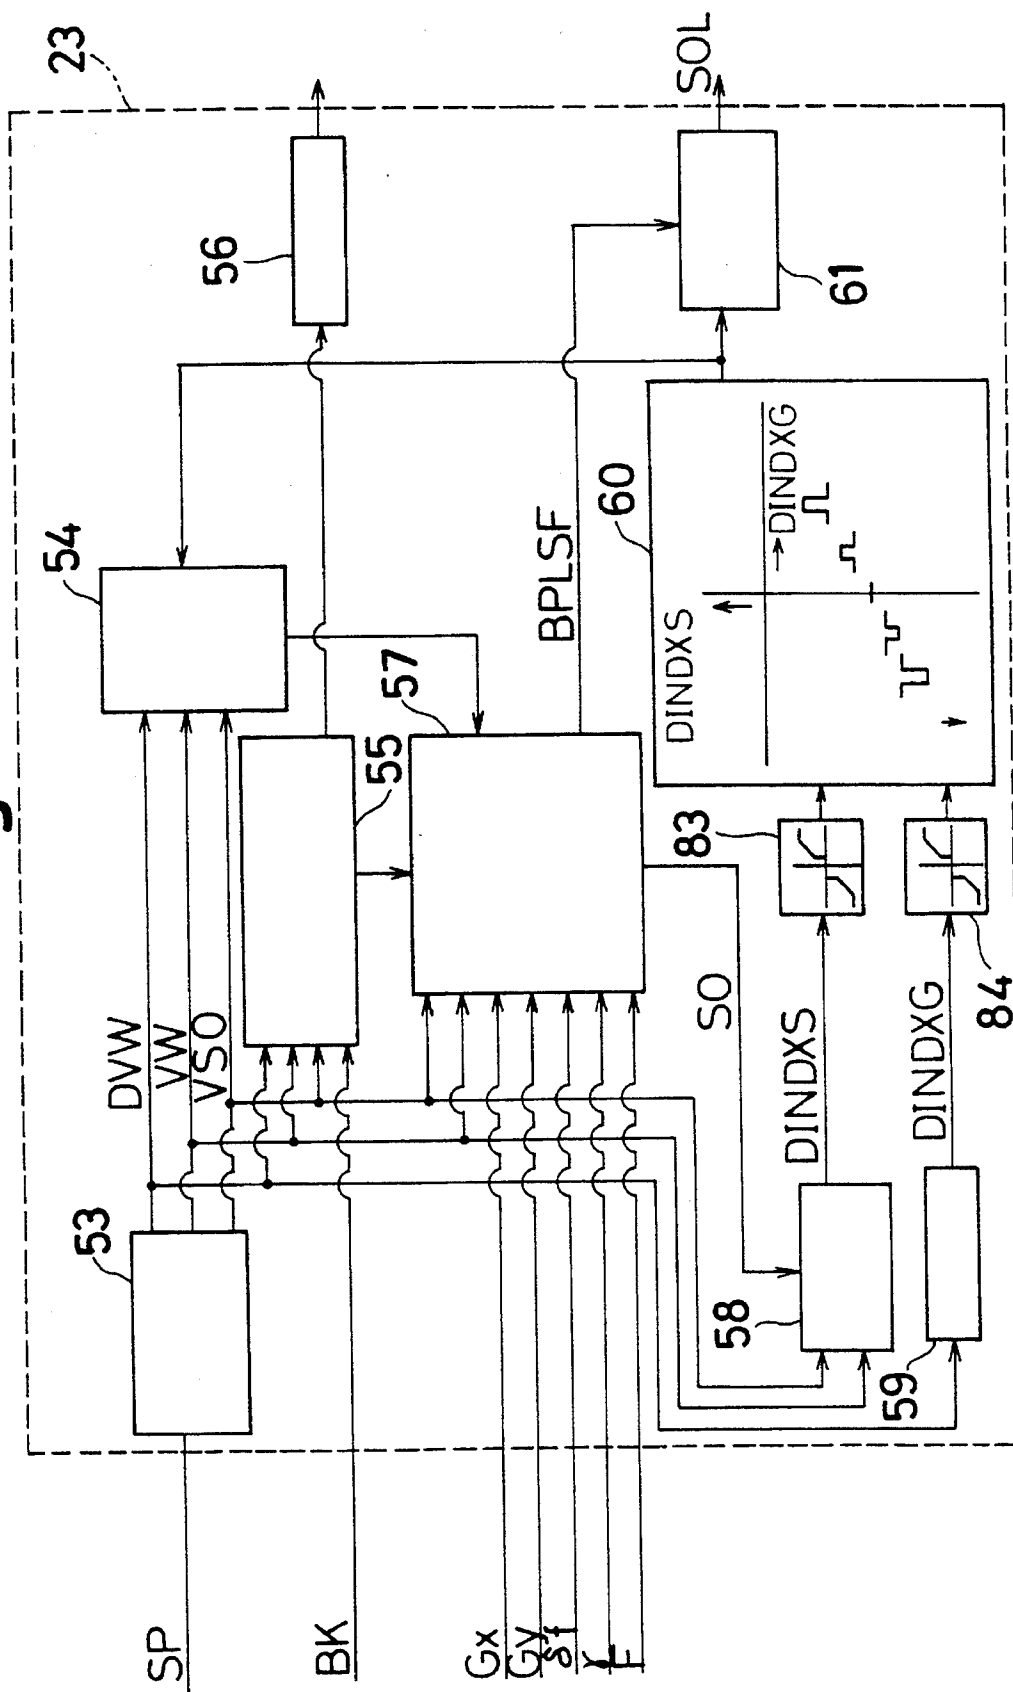 23
56
SOL
61
54
BPLSF
60
DINDXS
DINDXG
57
55
DVW
VW
VSO
53
83
84
SO
DINDXS
DINDXG
58
59
SP
BK
Gx
Gy
St
γ
F